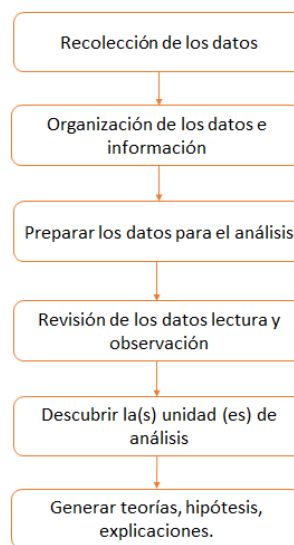 Recolección de los datos
Organización de los datos e
información
Preparar los datos para el análisis
Revisión de los datos lectura y
observación
Descubrir la(s) unidad (es) de
análisis
Generar teorías, hipótesis,
explicaciones.